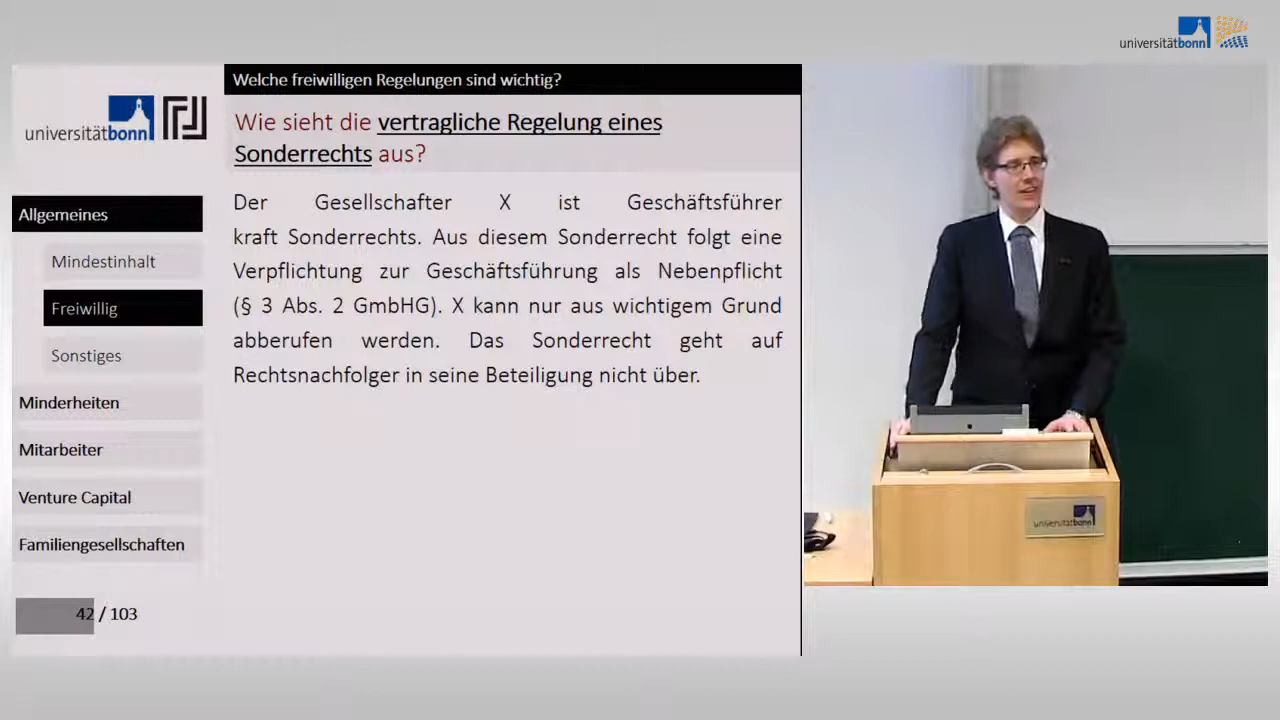 universitätbonn
universitätbonn
Welche freiwilligen Regelungen sind wichtig?
Wie sieht die vertragliche Regelung eines
Sonderrechts aus?
Der Gesellschafter X ist Geschäftsführer
kraft Sonderrechts. Aus diesem Sonderrecht folgt eine
Verpflichtung zur Geschäftsführung als Nebenpflicht
(§ 3 Abs. 2 GmbHG). X kann nur aus wichtigem Grund
abberufen werden. Das Sonderrecht geht auf
Rechtsnachfolger in seine Beteiligung nicht über.
Allgemeines
Mindestinhalt
Freiwillig
Sonstiges
Minderheiten
Mitarbeiter
Venture Capital
Familiengesellschaften
42 / 103
universitätbonn